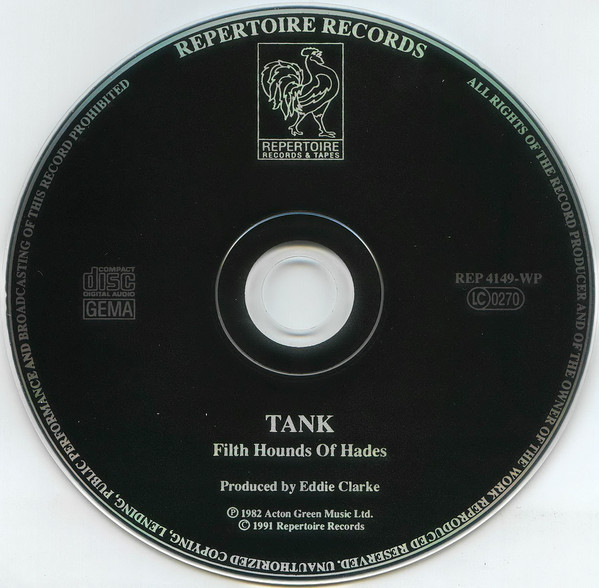 REPERTOIRE RECORDS
REPERTOIRE
RECORDS & TAPES
ALL RIGHTS OF THE RECORD PRODUCER AND OF THE OWNER OF THE WORK REPRODUCED RESERVED. UNAUTHORIZED COPYING, LENDING, PUBLIC PERFORMANCE AND BROADCASTING OF THIS RECORD PROHIBITED
COMPACT
disc
DIGITAL AUDIO
GEMA
REP 4149-WP
LC 0270
TANK
Filth Hounds Of Hades
Produced by Eddie Clarke
Ⓟ 1982 Acton Green Music Ltd.
© 1991 Repertoire Records